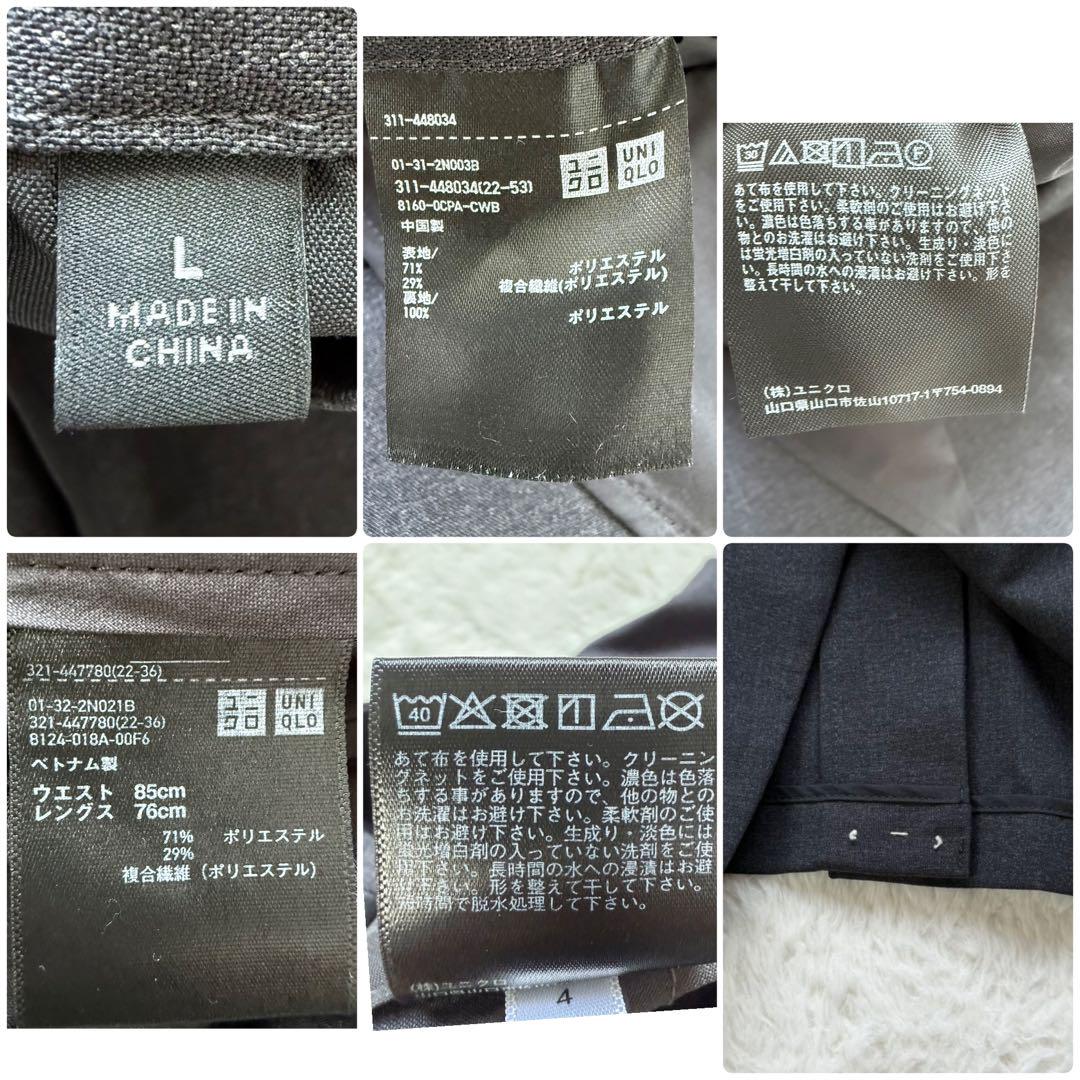 L
MADE IN
CHINA
311-448034
01-31-2N003B
311-448034(22-53)
8160-0CPA-CWB
中国製
ユニ
クロ
UNI
QLO
表地/
71% ポリエステル
29% 複合繊維(ポリエステル)
裏地/
100% ポリエステル
30
F
あて布を使用して下さい。クリーニングネット
をご使用下さい。柔軟剤のご使用はお避け下さ
い。濃色は色落ちする事がありますので、他の
物とのお洗濯はお避け下さい。生成り・淡色に
は蛍光増白剤の入っていない洗剤をご使用下さ
い。長時間の水への浸漬はお避け下さい。形を
整えて干して下さい。
(株)ユニクロ
山口県山口市佐山10717-1〒754-0894
321-447780(22-36)
01-32-2N021B
321-447780(22-36)
8124-018A-00F6
ベトナム製
ユニ
クロ
UNI
QLO
ウエスト 85cm
レングス 76cm
71% ポリエステル
29%
複合繊維(ポリエステル)
40
あて布を使用して下さい。クリーニン
グネットをご使用下さい。濃色は色落
ちする事がありますので、他の物との
お洗濯はお避け下さい。柔軟剤のご使
用はお避け下さい。生成り・淡色には
蛍光増白剤の入っていない洗剤をご使
用下さい。長時間の水への浸漬はお避
け下さい。形を整えて干して下さい。
短時間で脱水処理して下さい。
(株)ユニクロ
4